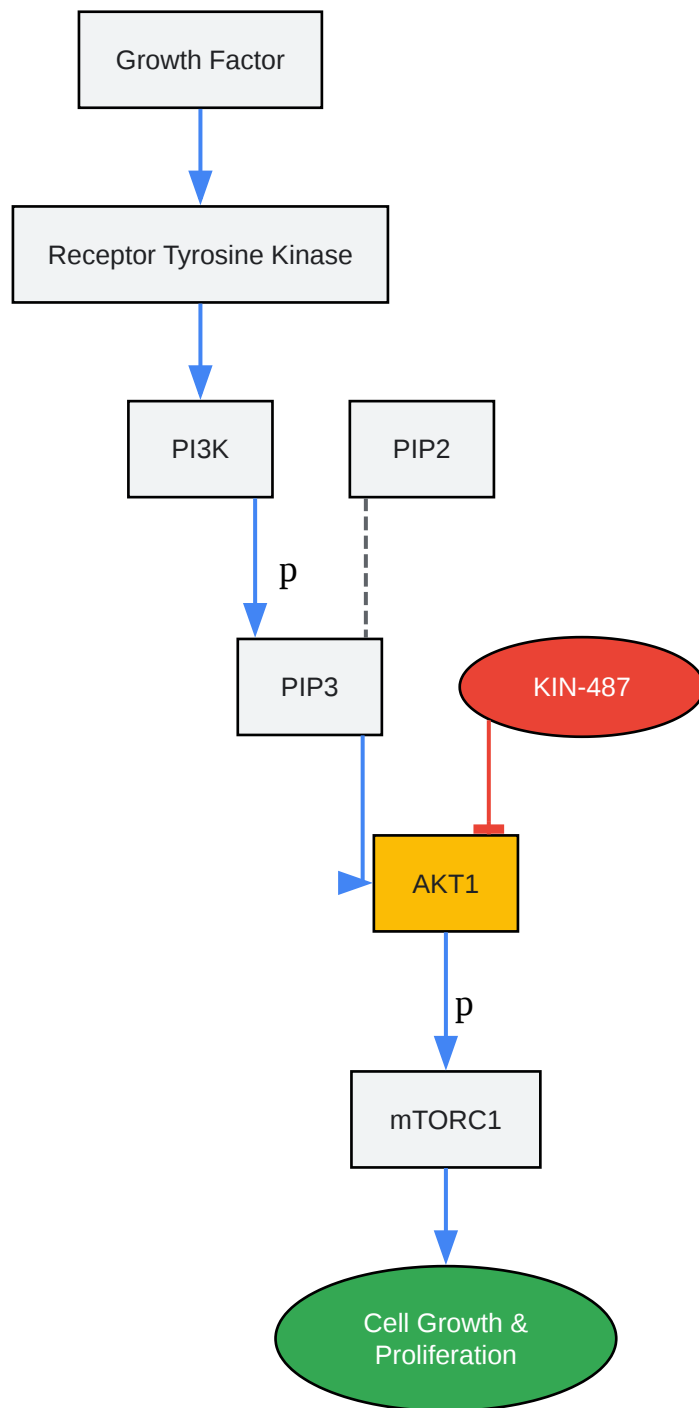 Growth Factor
Receptor Tyrosine Kinase
PI3K
PIP2
p
PIP3
KIN-487
AKT1
p
mTORC1
Cell Growth &
Proliferation